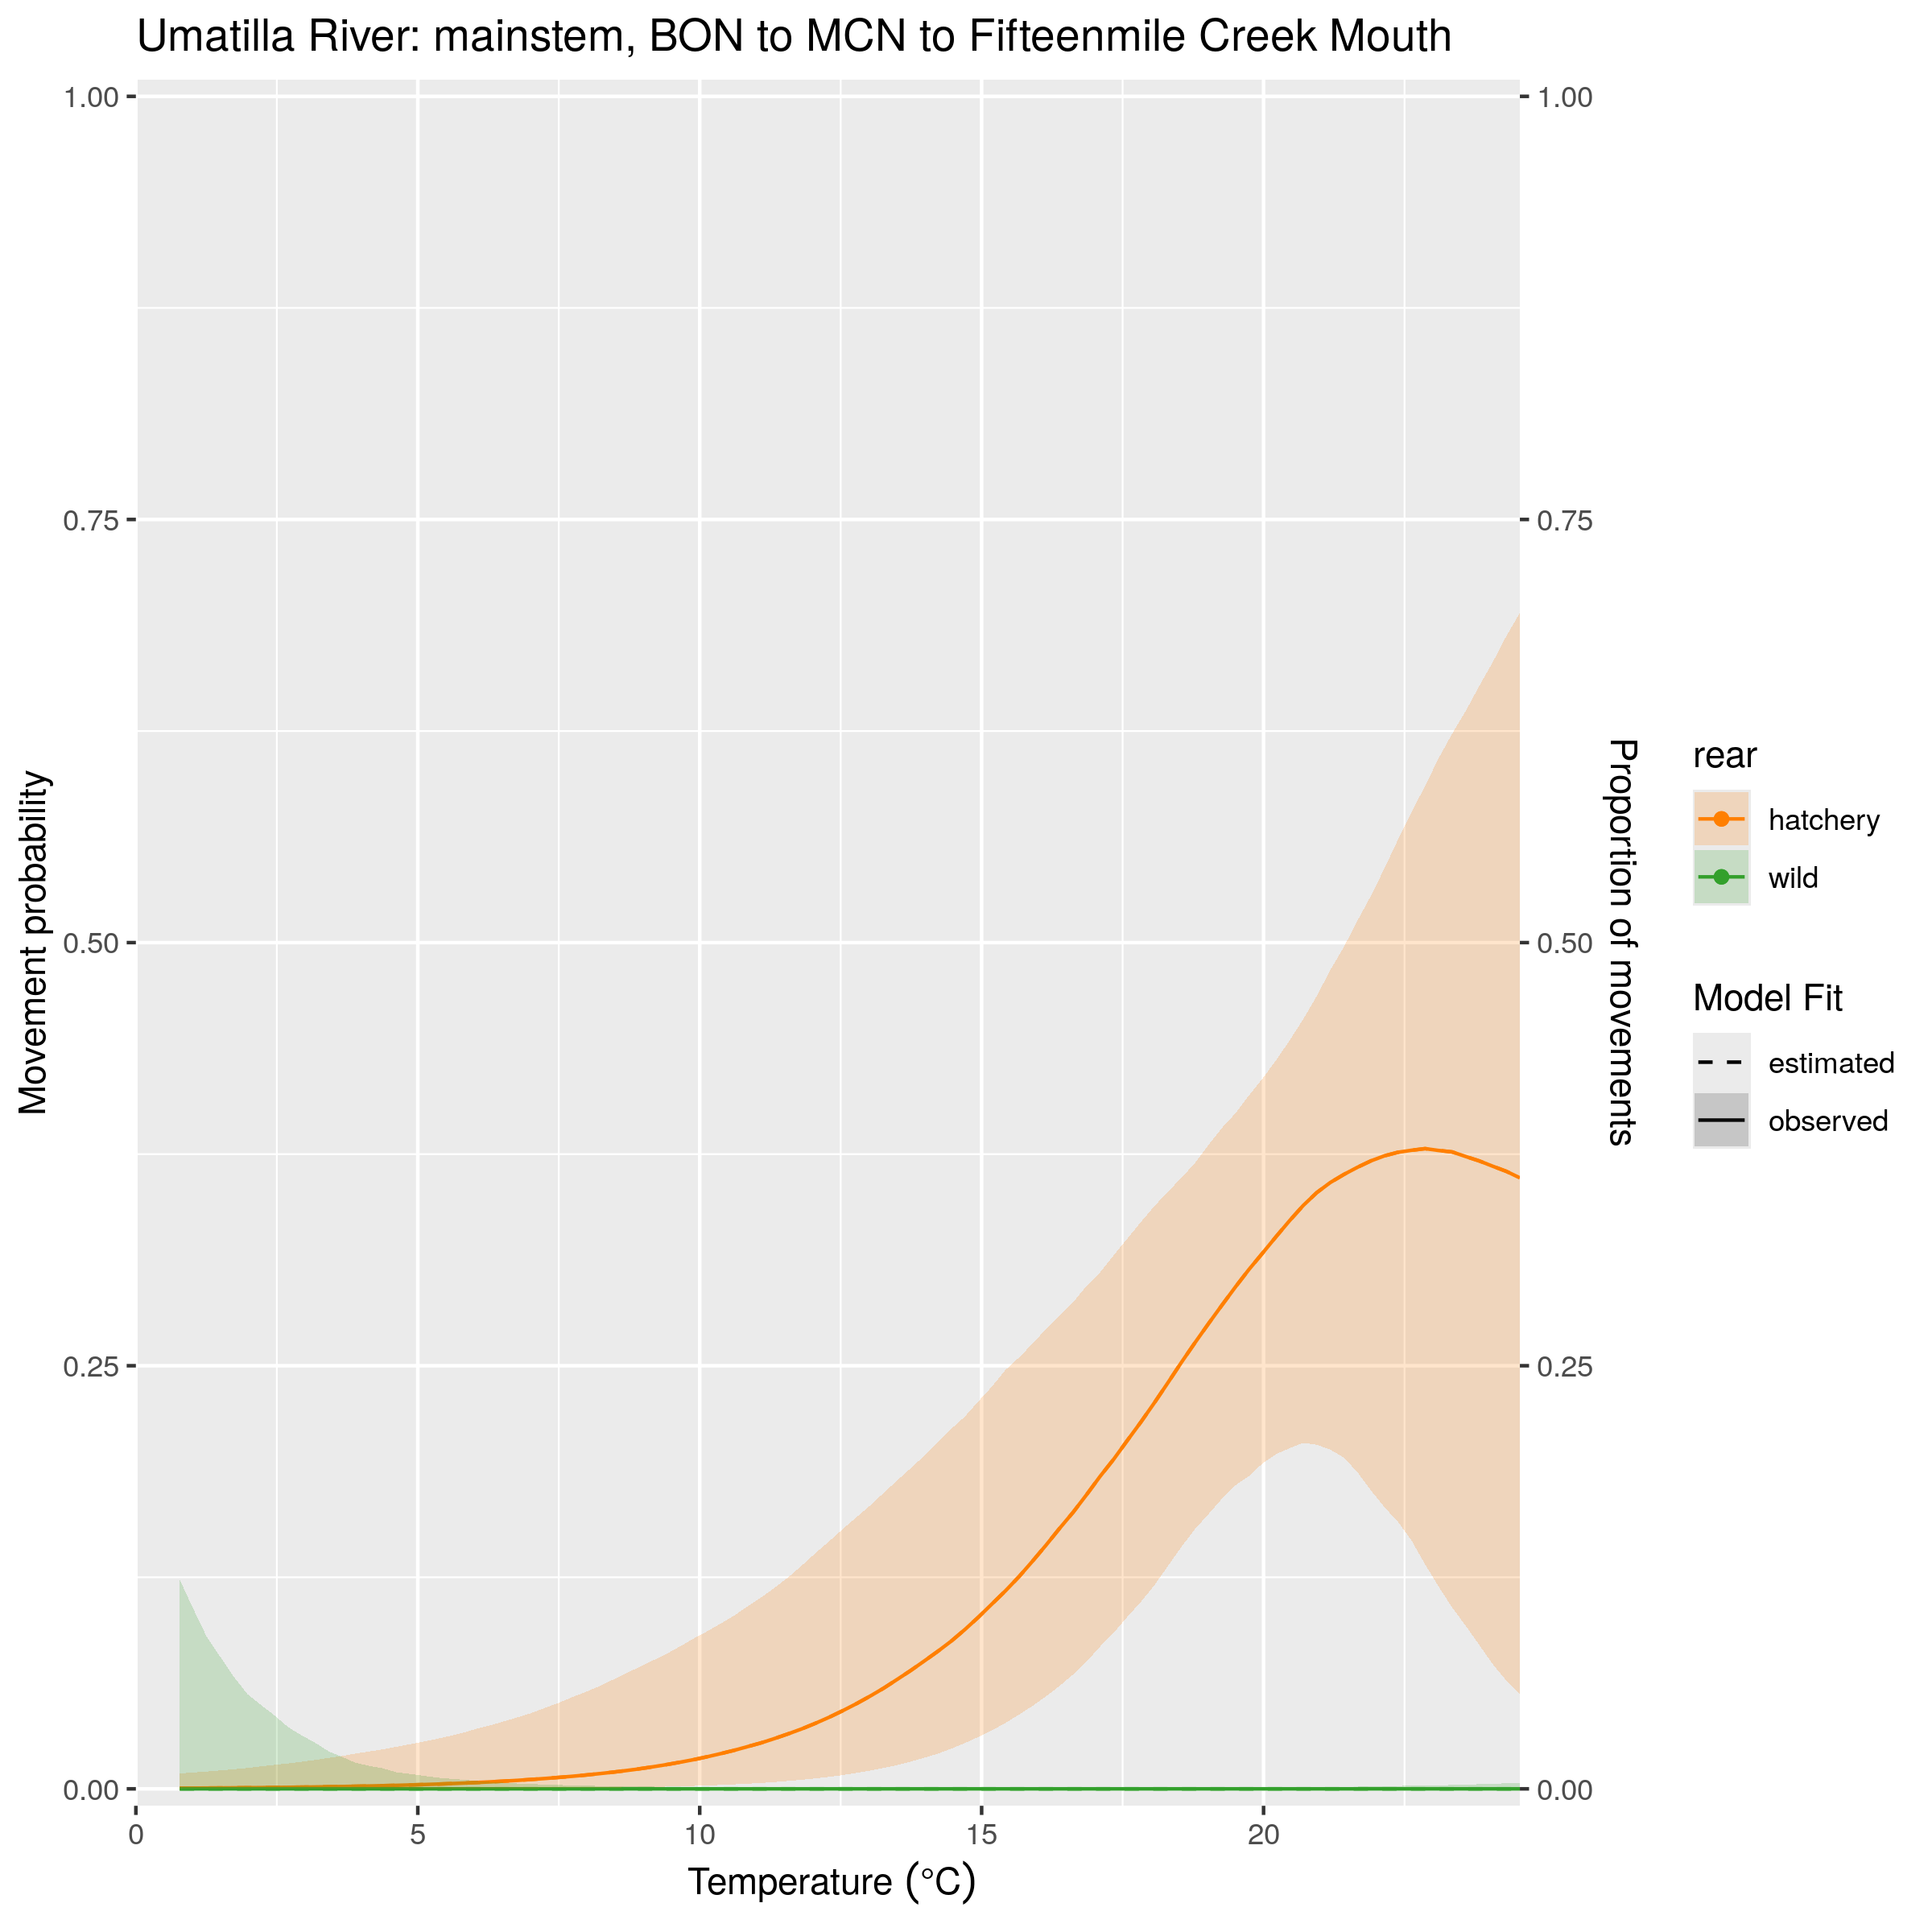 Umatilla River: mainstem, BON to MCN to Fifteenmile Creek Mouth
1.00
0.75
0.50
0.25
0.00
Movement probability
0
5
10
15
20
Temperature (°C)
1.00
0.75
0.50
0.25
0.00
Proportion of movements
rear
hatchery
wild
Model Fit
estimated
observed